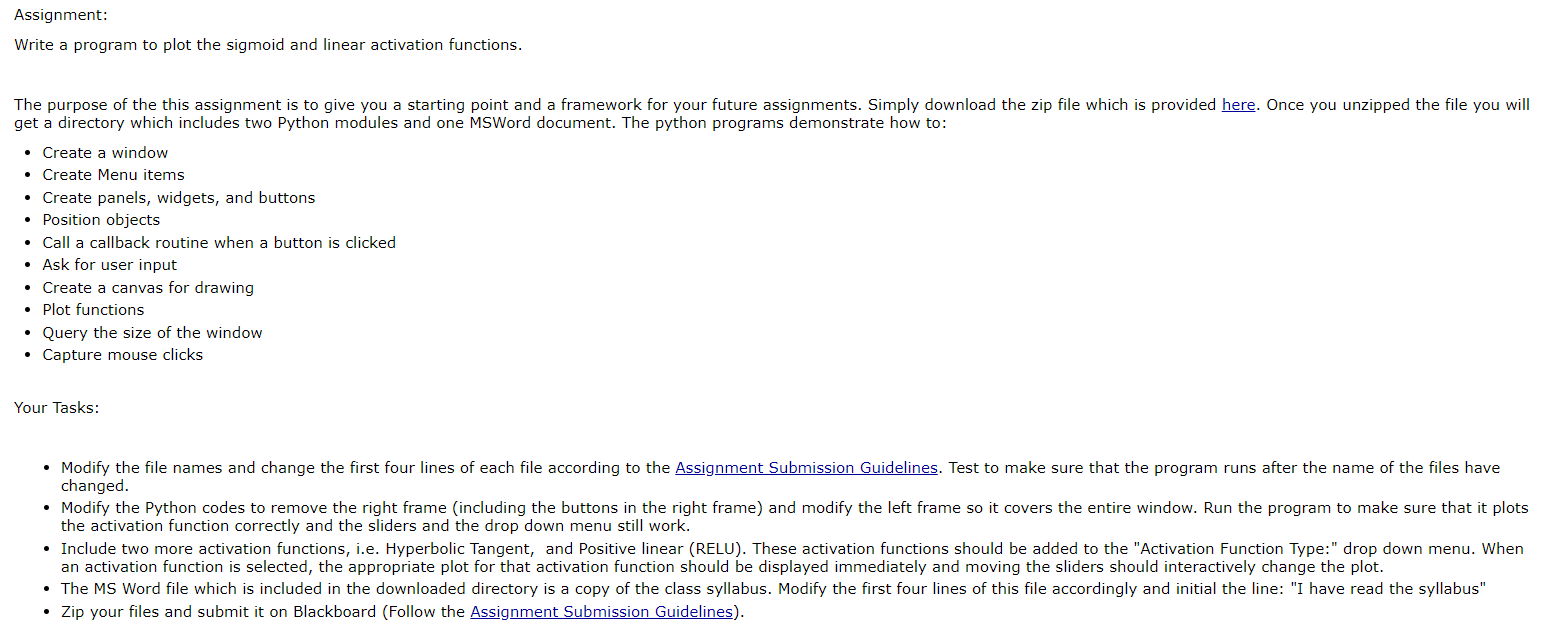 Assignment:
Write a program to plot the sigmoid and linear activation functions.
The purpose of the this assignment is to give you a starting point and a framework for your future assignments. Simply download the zip file which is provided here. Once you unzipped the file you will
get a directory which includes two Python modules and one MSWord document. The python programs demonstrate how to:
• Create a window
• Create Menu items
• Create panels, widgets, and buttons
• Position objects
• Call a callback routine when a button is clicked
• Ask for user input
• Create a canvas for drawing
• Plot functions
• Query the size of the window
• Capture mouse clicks
Your Tasks:
• Modify the file names and change the first four lines of each file according to the Assignment Submission Guidelines. Test to make sure that the program runs after the name of the files have
changed.
• Modify the Python codes to remove the right frame (including the buttons in the right frame) and modify the left frame so it covers the entire window. Run the program to make sure that it plots
the activation function correctly and the sliders and the drop down menu still work.
• Include two more activation functions, i.e. Hyperbolic Tangent,  and Positive linear (RELU). These activation functions should be added to the "Activation Function Type:" drop down menu. When
an activation function is selected, the appropriate plot for that activation function should be displayed immediately and moving the sliders should interactively change the plot.
• The MS Word file which is included in the downloaded directory is a copy of the class syllabus. Modify the first four lines of this file accordingly and initial the line: "I have read the syllabus"
• Zip your files and submit it on Blackboard (Follow the Assignment Submission Guidelines).